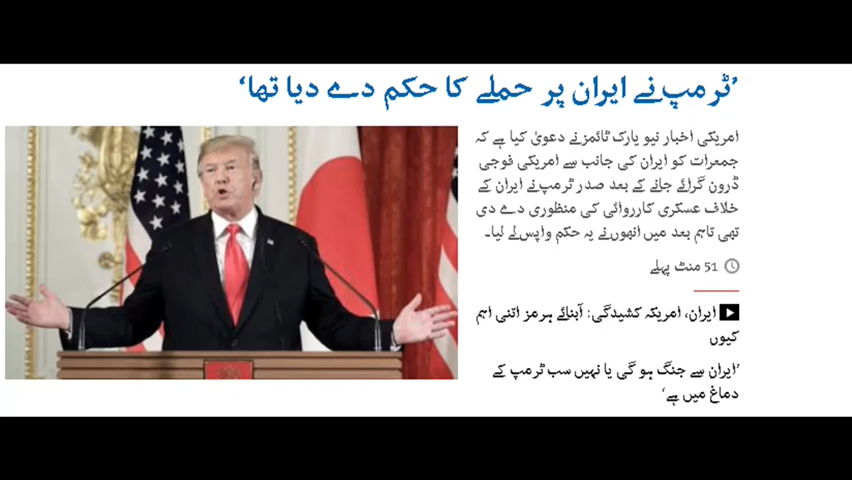 ’ٹرمپ نے ایران پر حملے کا حکم دے دیا تھا‘
امریکی اخبار نیو یارک ٹائمز نے دعویٰ کیا ہے کہ
جمعرات کو ایران کی جانب سے امریکی فوجی
ڈرون گرائے جانے کے بعد صدر ٹرمپ نے ایران کے
خلاف عسکری کارروائی کی منظوری دے دی
تھی تاہم بعد میں انھوں نے یہ حکم واپس لے لیا۔
51 منٹ پہلے
ایران، امریکہ کشیدگی: آبنائے ہرمز اتنی اہم
کیوں
’ایران سے جنگ ہو گی یا نہیں سب ٹرمپ کے
دماغ میں ہے‘